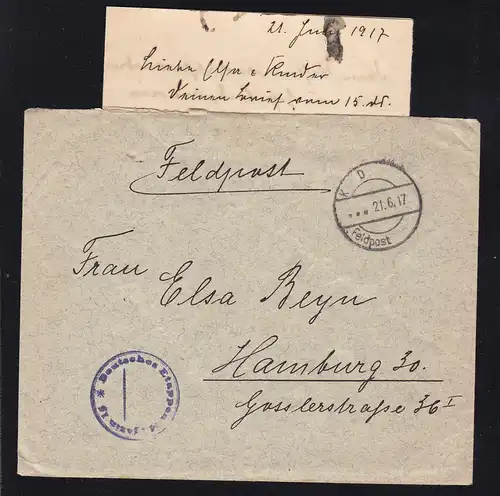 21. Juni 1917
Liebe Elsa & Kinder
Deinen Brief vom 15. ds.
Feldpost
K D
*** 21.6.17
Feldpost
Frau Elsa Beyn
Hamburg 30.
Gosslerstraße 36 I
Deutsches Etappen
15